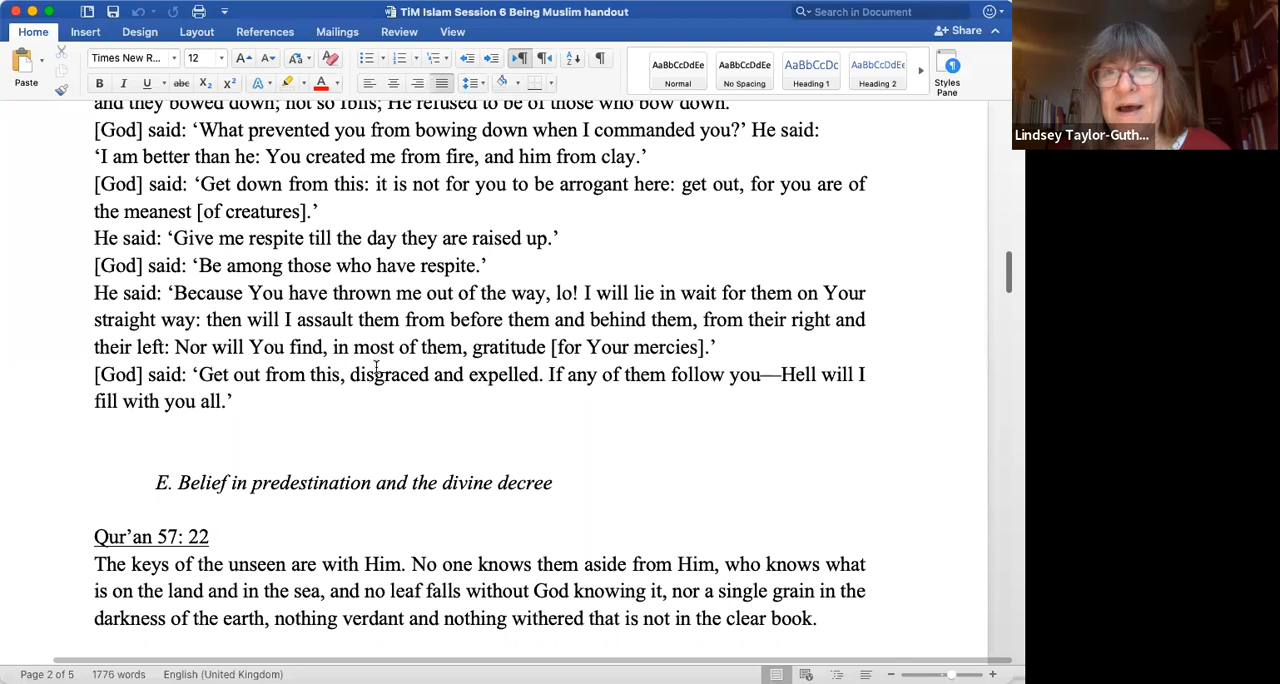 TiM Islam Session 6 Being Muslim handout
Search in Document
Home Insert Design Layout References Mailings Review View
Share
Paste
Times New R... 12
AaBbCcDdEe AaBbCcDdEe AaBbCcDc AaBbCcDdEe
Normal No Spacing Heading 1 Heading 2
Styles
Pane
Lindsey Taylor-Guth...
and they bowed down; not so Iblis; He refused to be of those who bow down.
[God] said: ‘What prevented you from bowing down when I commanded you?’ He said:
‘I am better than he: You created me from fire, and him from clay.’
[God] said: ‘Get down from this: it is not for you to be arrogant here: get out, for you are of
the meanest [of creatures].’
He said: ‘Give me respite till the day they are raised up.’
[God] said: ‘Be among those who have respite.’
He said: ‘Because You have thrown me out of the way, lo! I will lie in wait for them on Your
straight way: then will I assault them from before them and behind them, from their right and
their left: Nor will You find, in most of them, gratitude [for Your mercies].’
[God] said: ‘Get out from this, disgraced and expelled. If any of them follow you—Hell will I
fill with you all.’
E. Belief in predestination and the divine decree
Qur’an 57: 22
The keys of the unseen are with Him. No one knows them aside from Him, who knows what
is on the land and in the sea, and no leaf falls without God knowing it, nor a single grain in the
darkness of the earth, nothing verdant and nothing withered that is not in the clear book.
Page 2 of 5 1776 words English (United Kingdom)